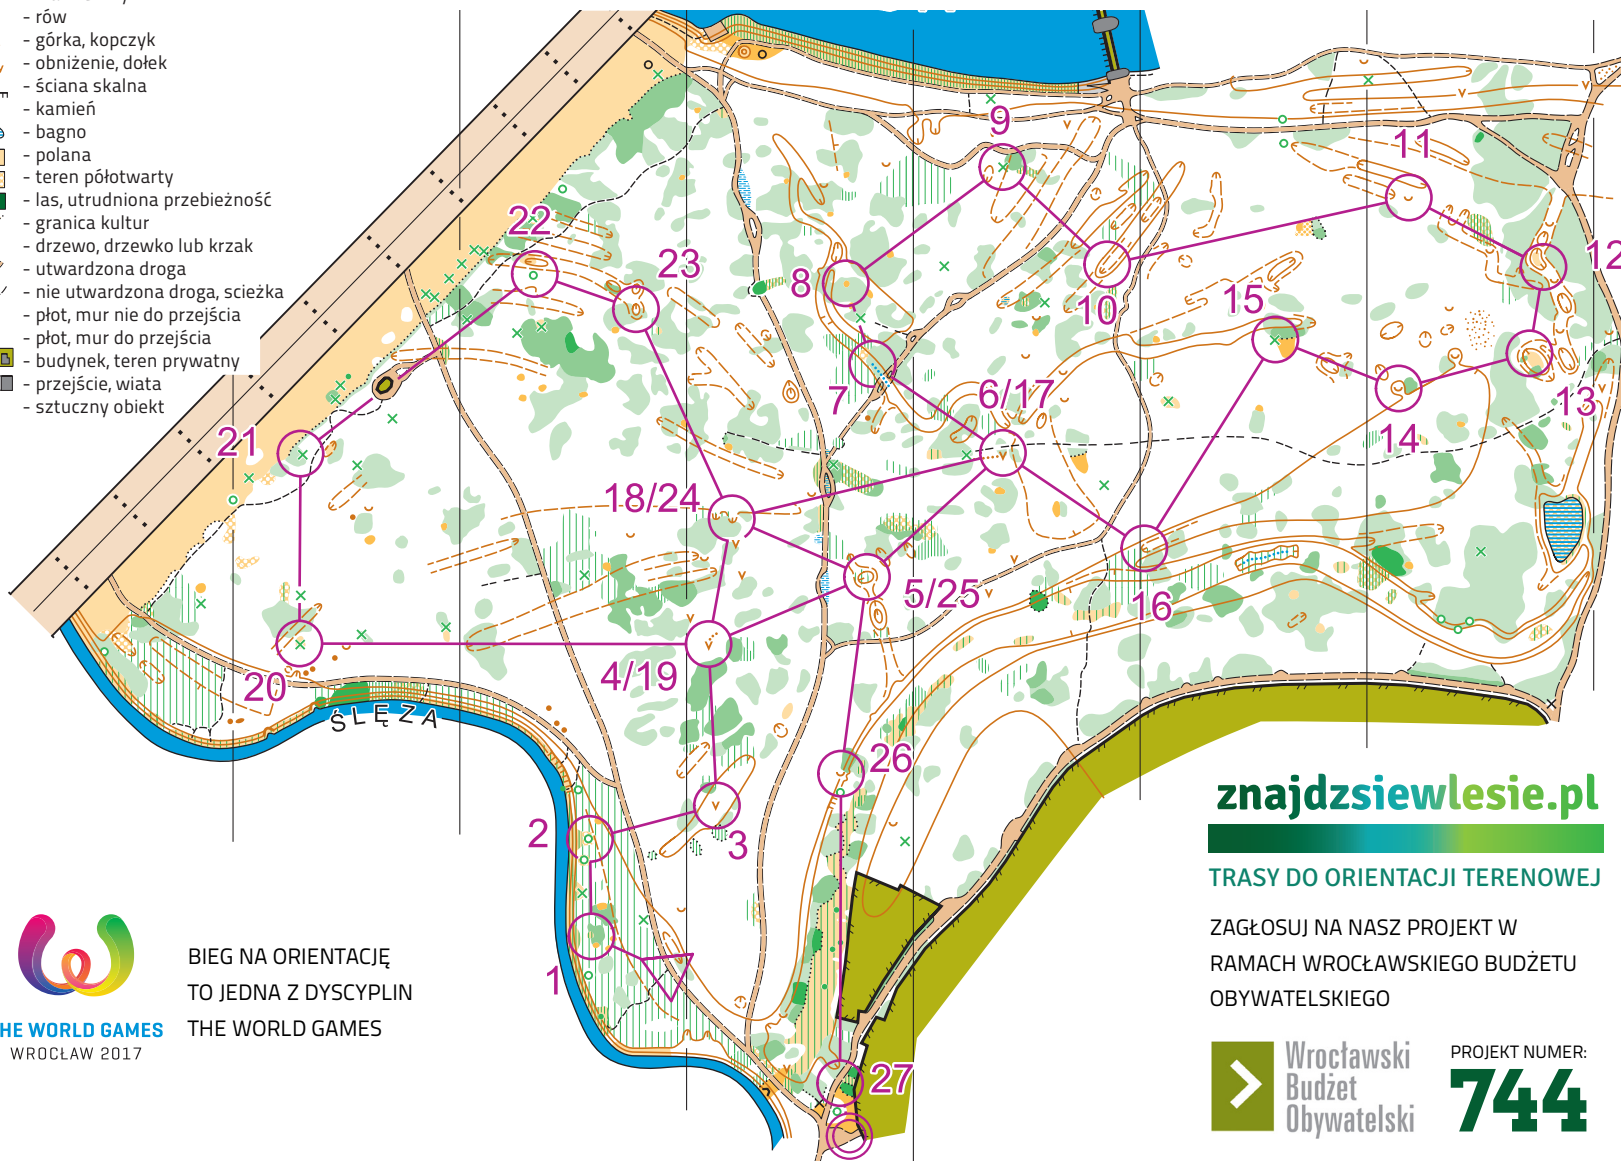 - rów
- górka, kopczyk
- obniżenie, dołek
- ściana skalna
- kamień
- bagno
- polana
- teren półotwarty
- las, utrudniona przebieżność
- granica kultur
- drzewo, drzewko lub krzak
- utwardzona droga
- nie utwardzona droga, scieżka
- płot, mur nie do przejścia
- płot, mur do przejścia
- budynek, teren prywatny
- przejście, wiata
- sztuczny obiekt
9
11
22
12
23
8
10
15
7
6/17
13
21
14
18/24
5/25
16
4/19
20
ŚLĘZA
26
2
3
1
27
znajdzsiewlesie.pl
TRASY DO ORIENTACJI TERENOWEJ
ZAGŁOSUJ NA NASZ PROJEKT W
RAMACH WROCŁAWSKIEGO BUDŻETU
OBYWATELSKIEGO
BIEG NA ORIENTACJĘ
TO JEDNA Z DYSCYPLIN
THE WORLD GAMES
HE WORLD GAMES
WROCŁAW 2017
Wrocławski
Budżet
Obywatelski
PROJEKT NUMER:
744